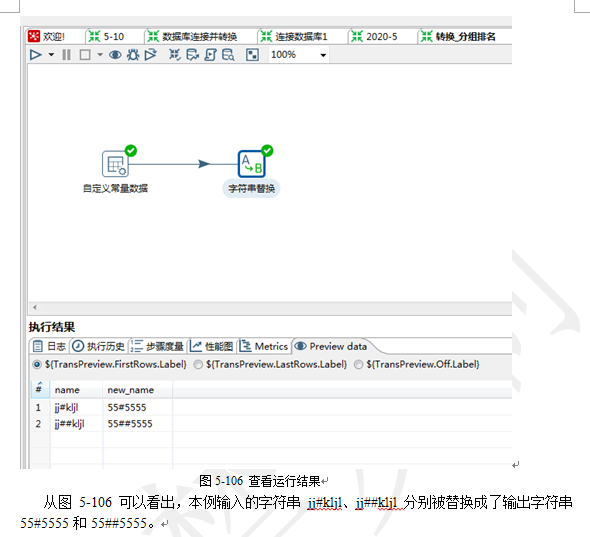 欢迎! 5-10 数据库连接并转换 连接数据库1 2020-5 转换_分组排名
100%
自定义常量数据 字符串替换
执行结果
日志 执行历史 步骤度量 性能图 Metrics Preview data
${TransPreview.FirstRows.Label} ${TransPreview.LastRows.Label} ${TransPreview.Off.Label}
# name new_name
1 jj#kljl 55#5555
2 jj##kljl 55##5555
图 5-106 查看运行结果
从图 5-106 可以看出，本例输入的字符串 jj#kljl、jj##kljl 分别被替换成了输出字符串
55#5555 和 55##5555。